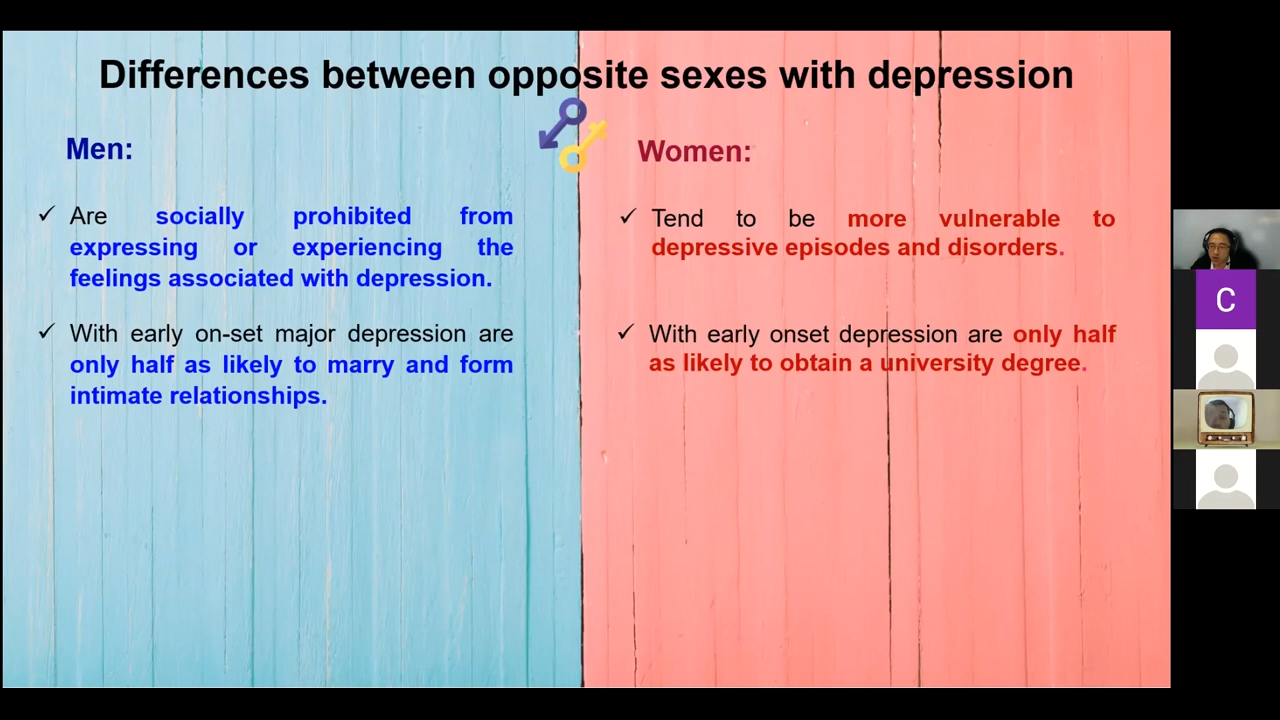 Differences between opposite sexes with depression
Men:
✓ Are socially prohibited from
expressing or experiencing the
feelings associated with depression.
✓ With early on-set major depression are
only half as likely to marry and form
intimate relationships.
Women:
✓ Tend to be more vulnerable to
depressive episodes and disorders.
✓ With early onset depression are only half
as likely to obtain a university degree.
C